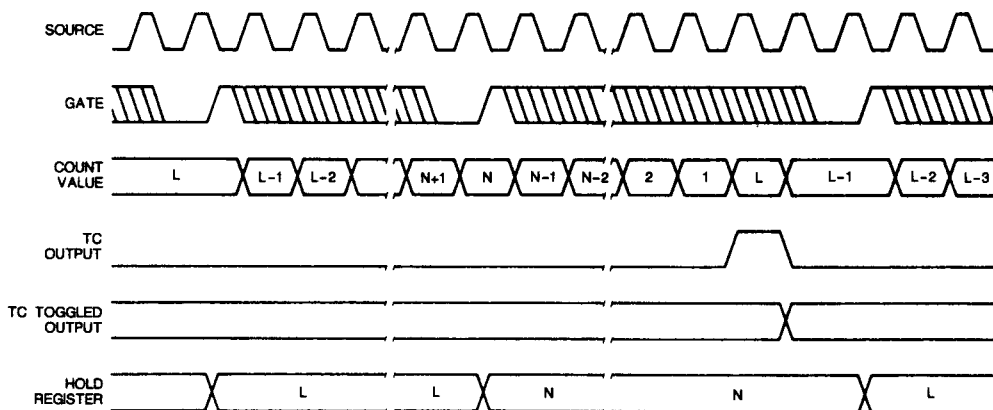 SOURCE
GATE
COUNT
VALUE
L L-1 L-2 N+1 N N-1 N-2 2 1 L L-1 L-2 L-3
TC
OUTPUT
TC TOGGLED
OUTPUT
HOLD
REGISTER
L L N N L